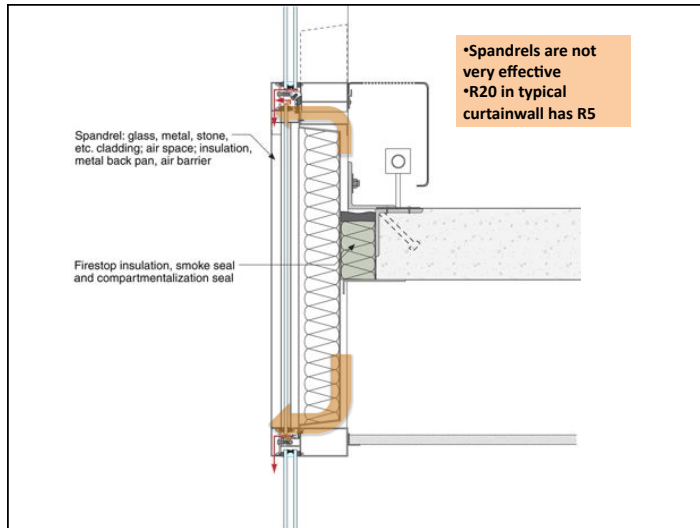 •Spandrels are not
very effective
•R20 in typical
curtainwall has R5
Spandrel: glass, metal, stone,
etc. cladding; air space; insulation,
metal back pan, air barrier
Firestop insulation, smoke seal
and compartmentalization seal